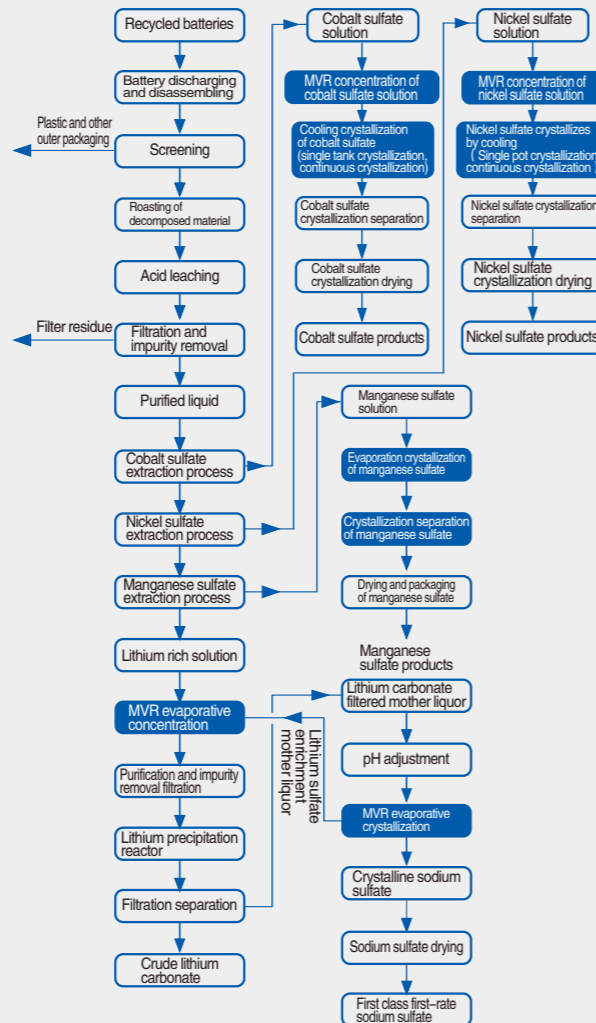 Recycled batteries
Battery discharging
and disassembling
Plastic and other
outer packaging
Screening
Roasting of
decomposed material
Acid leaching
Filter residue
Filtration and
impurity removal
Purified liquid
Cobalt sulfate
extraction process
Nickel sulfate
extraction process
Manganese sulfate
extraction process
Lithium rich solution
MVR evaporative
concentration
Purification and impurity
removal filtration
Lithium precipitation
reactor
Filtration separation
Crude lithium
carbonate
Cobalt sulfate
solution
MVR concentration of
cobalt sulfate solution
Cooling crystallization
of cobalt sulfate
(single tank crystallization,
continuous crystallization)
Cobalt sulfate
crystallization separation
Cobalt sulfate
crystallization drying
Cobalt sulfate products
Nickel sulfate
solution
MVR concentration of
nickel sulfate solution
Nickel sulfate crystallizes
by cooling
( Single pot crystallization,
continuous crystallization )
Nickel sulfate crystallization
separation
Nickel sulfate
crystallization drying
Nickel sulfate products
Manganese sulfate
solution
Evaporation crystallization
of manganese sulfate
Crystallization separation
of manganese sulfate
Drying and packaging
of manganese sulfate
Manganese
sulfate products
Lithium carbonate
filtered mother liquor
pH adjustment
Lithium sulfate
enrichment
mother liquor
MVR evaporative
crystallization
Crystalline sodium
sulfate
Sodium sulfate drying
First class first–rate
sodium sulfate